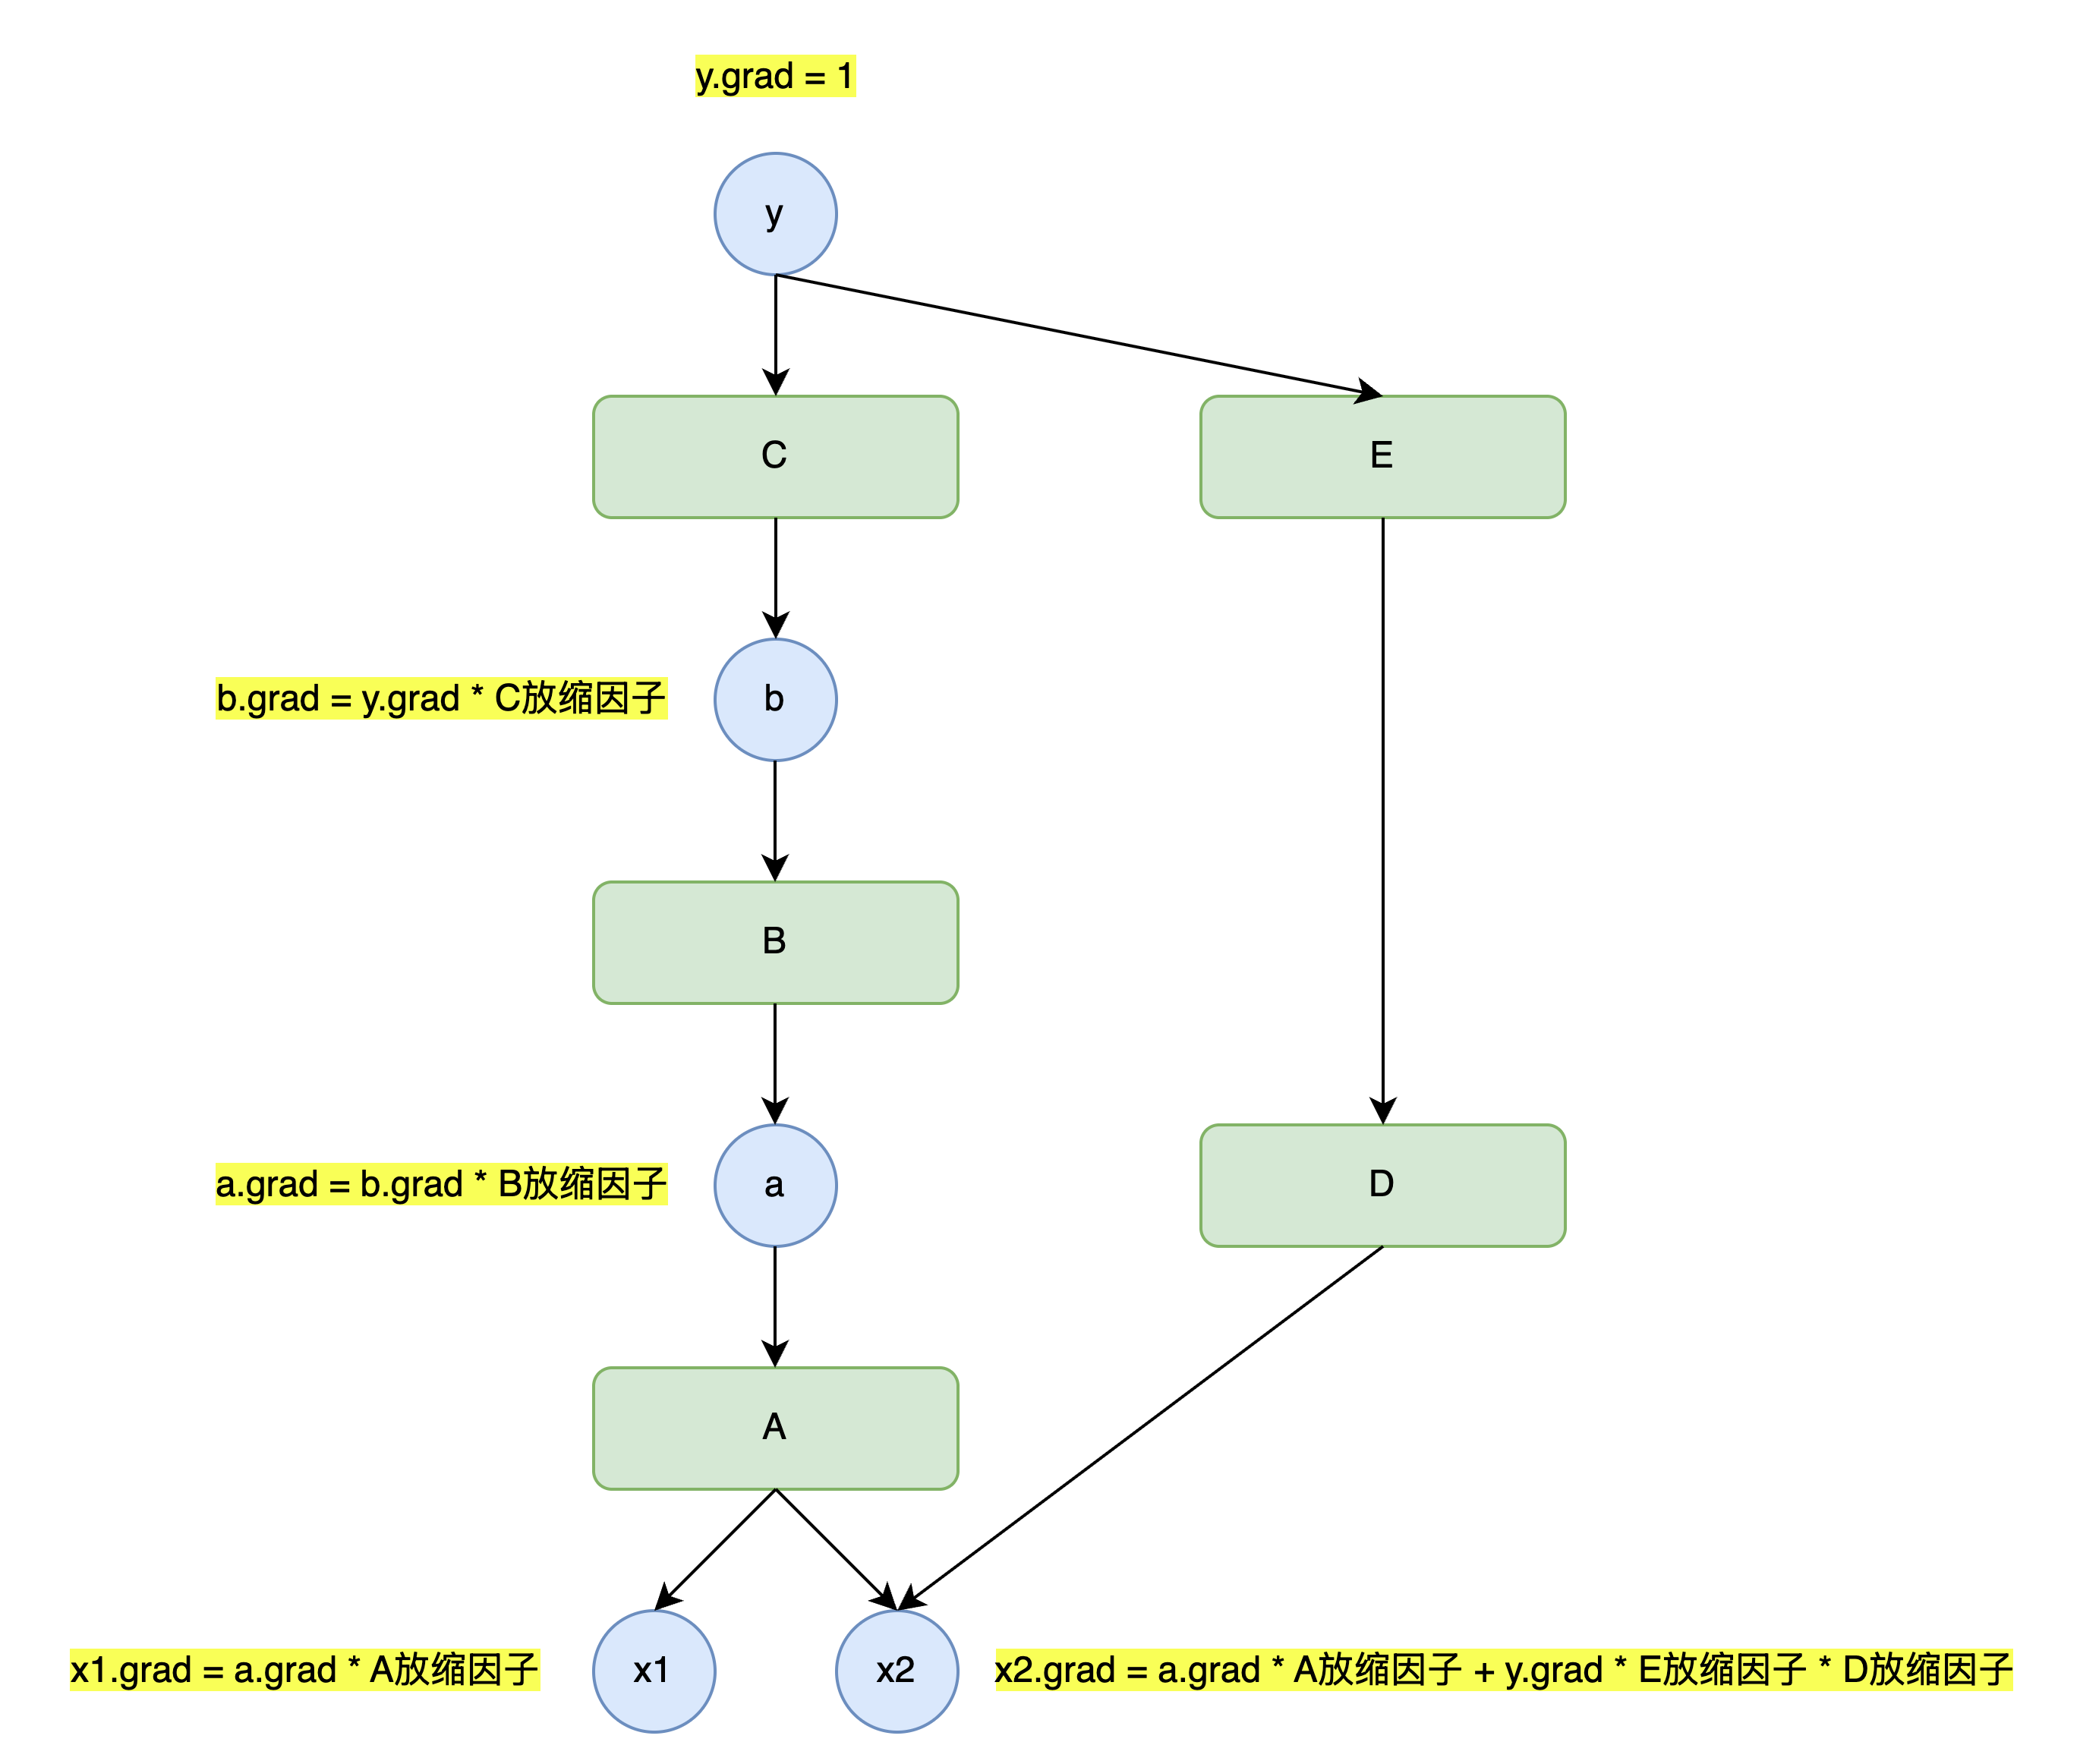 y.grad = 1
y
C
E
b.grad = y.grad * C放缩因子
b
B
a.grad = b.grad * B放缩因子
a
D
A
x1.grad = a.grad * A放缩因子
x1
x2
x2.grad = a.grad * A放缩因子 + y.grad * E放缩因子 * D放缩因子